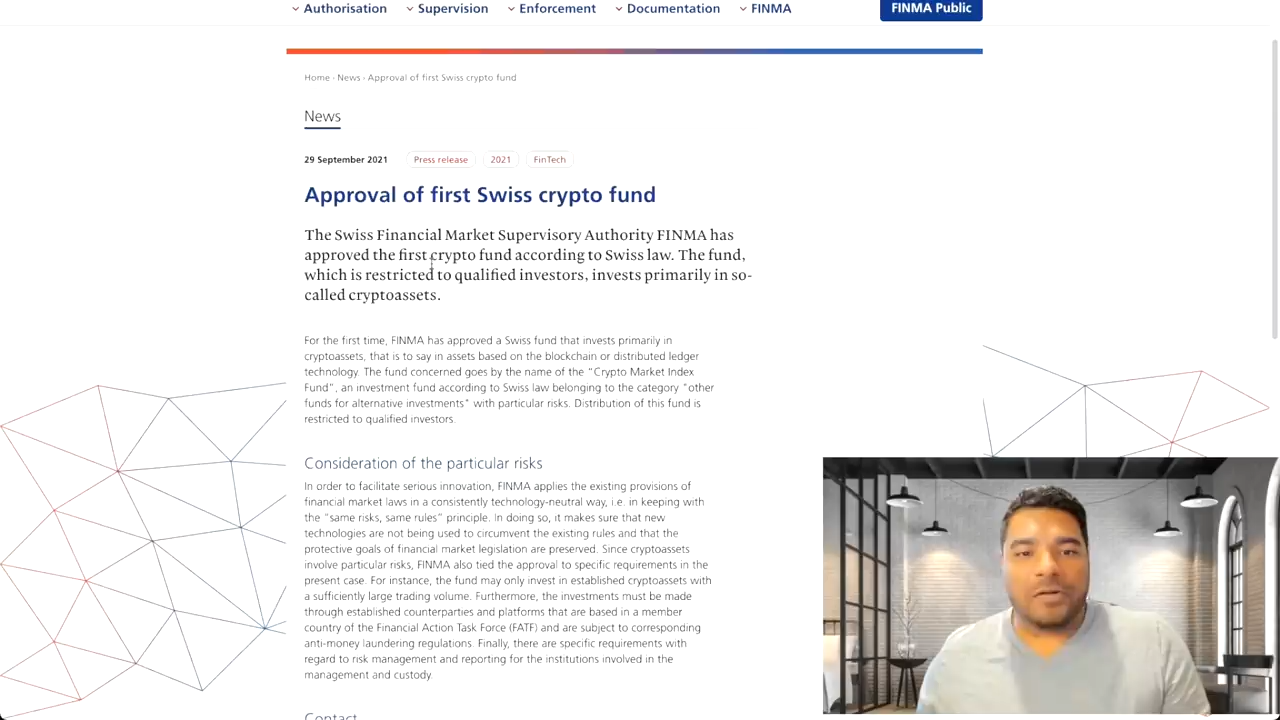 Authorisation Supervision Enforcement Documentation FINMA FINMA Public
Home › News › Approval of first Swiss crypto fund
News
29 September 2021 Press release 2021 FinTech
Approval of first Swiss crypto fund
The Swiss Financial Market Supervisory Authority FINMA has
approved the first crypto fund according to Swiss law. The fund,
which is restricted to qualified investors, invests primarily in so-
called cryptoassets.
For the first time, FINMA has approved a Swiss fund that invests primarily in
cryptoassets, that is to say in assets based on the blockchain or distributed ledger
technology. The fund concerned goes by the name of the "Crypto Market Index
Fund", an investment fund according to Swiss law belonging to the category "other
funds for alternative investments" with particular risks. Distribution of this fund is
restricted to qualified investors.
Consideration of the particular risks
In order to facilitate serious innovation, FINMA applies the existing provisions of
financial market laws in a consistently technology-neutral way, i.e. in keeping with
the "same risks, same rules" principle. In doing so, it makes sure that new
technologies are not being used to circumvent the existing rules and that the
protective goals of financial market legislation are preserved. Since cryptoassets
involve particular risks, FINMA also tied the approval to specific requirements in the
present case. For instance, the fund may only invest in established cryptoassets with
a sufficiently large trading volume. Furthermore, the investments must be made
through established counterparties and platforms that are based in a member
country of the Financial Action Task Force (FATF) and are subject to corresponding
anti-money laundering regulations. Finally, there are specific requirements with
regard to risk management and reporting for the institutions involved in the
management and custody.
Contact